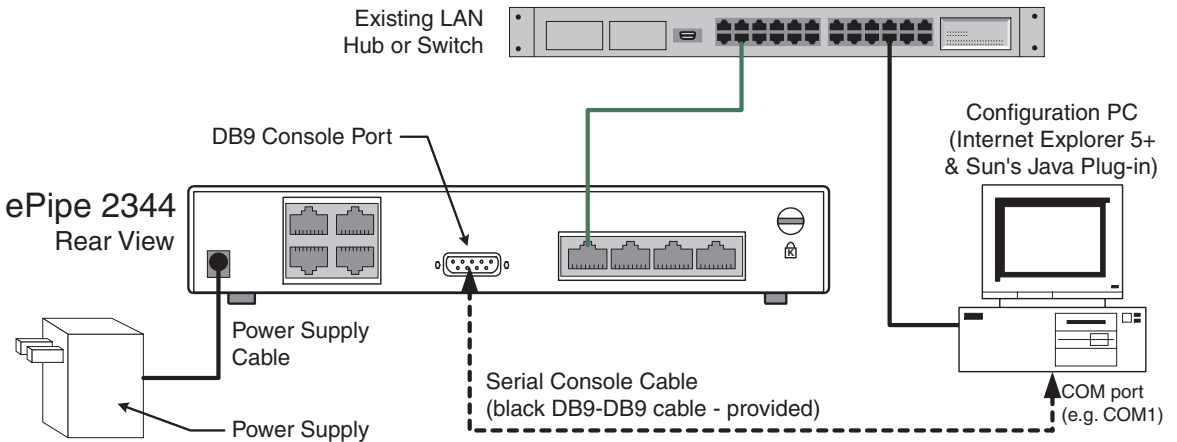 Existing LAN
Hub or Switch
DB9 Console Port
Configuration PC
(Internet Explorer 5+
& Sun's Java Plug-in)
ePipe 2344
Rear View
K
Power Supply
Cable
Serial Console Cable
(black DB9-DB9 cable - provided)
COM port
(e.g. COM1)
Power Supply